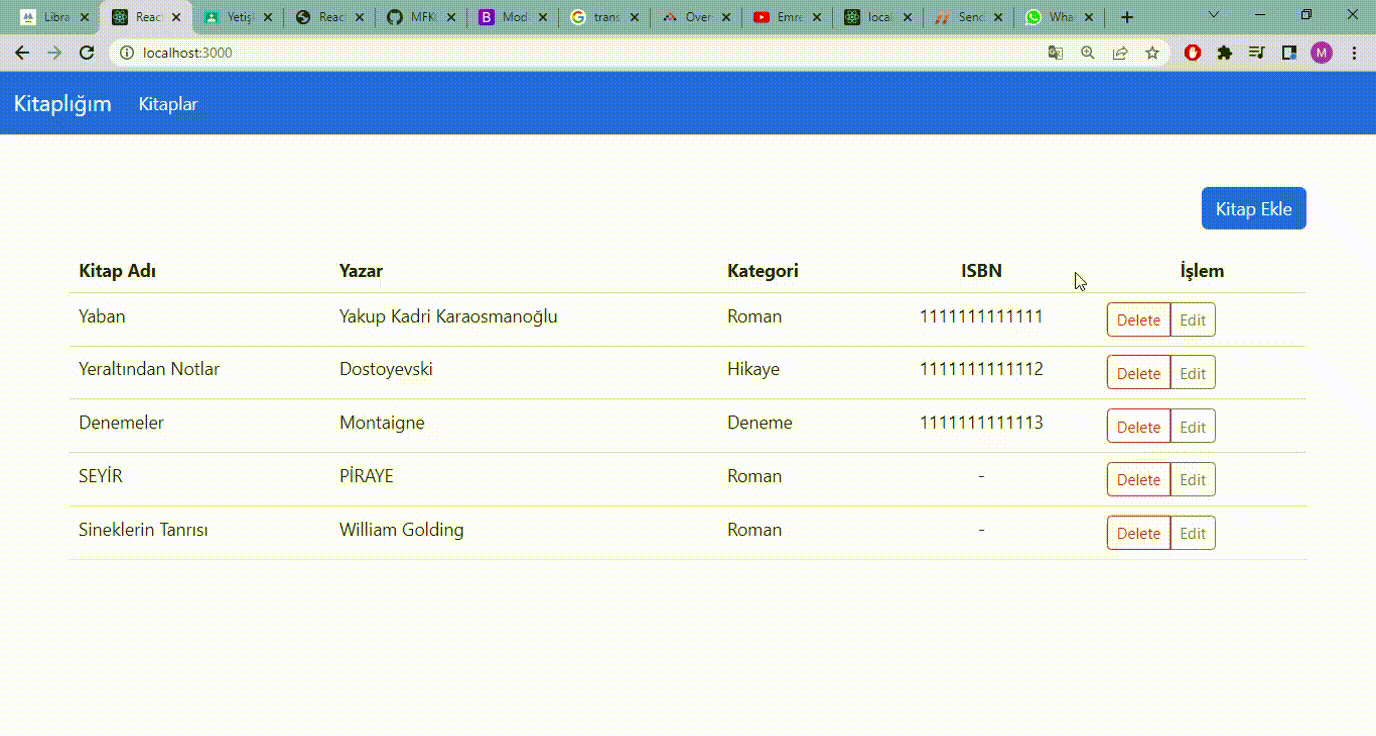 Libra Reac Yetişl Reac MFK Mod trans Over Emre local Send Wha
localhost:3000 M
Kitaplığım Kitaplar
Kitap Ekle
Kitap Adı Yazar Kategori ISBN İşlem
Yaban Yakup Kadri Karaosmanoğlu Roman 1111111111111 Delete Edit
Yeraltından Notlar Dostoyevski Hikaye 1111111111112 Delete Edit
Denemeler Montaigne Deneme 1111111111113 Delete Edit
SEYİR PİRAYE Roman - Delete Edit
Sineklerin Tanrısı William Golding Roman - Delete Edit